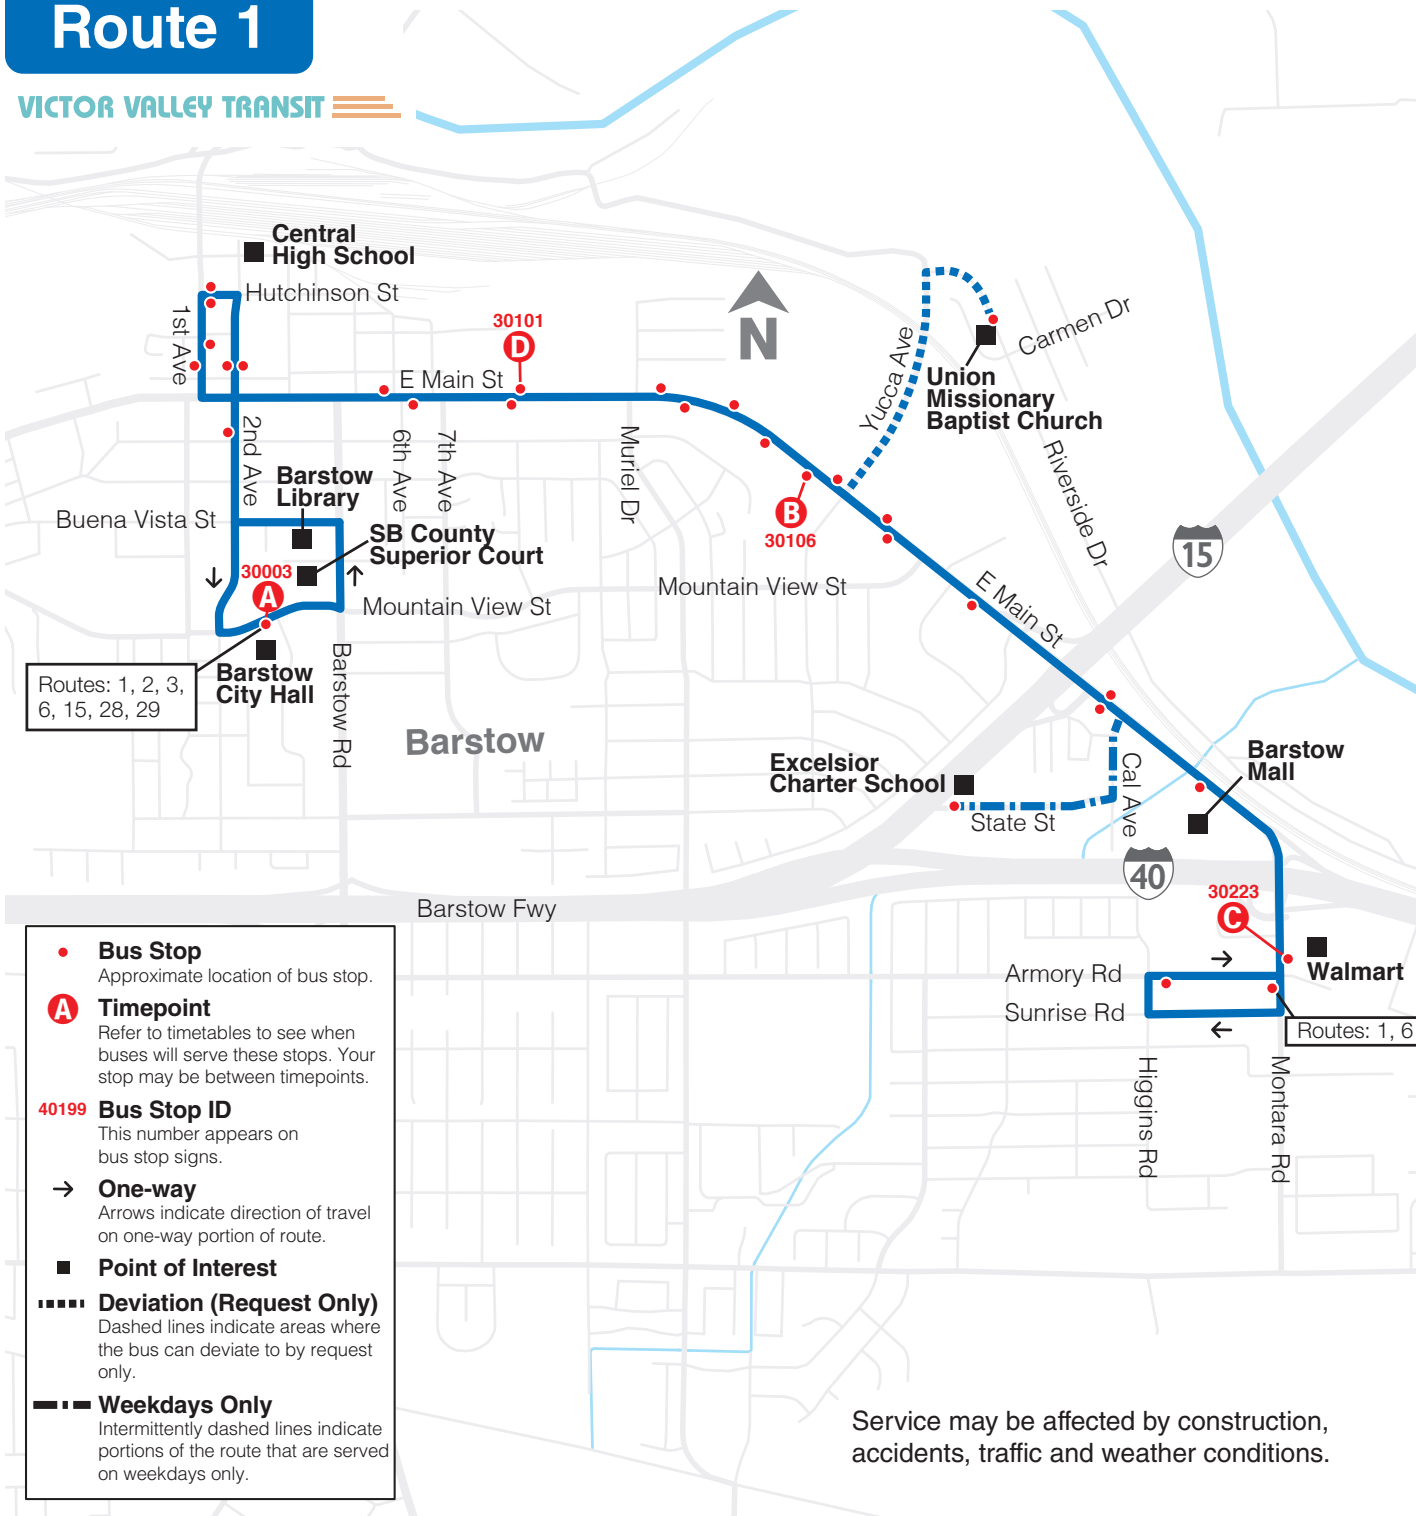 Route 1
VICTOR VALLEY TRANSIT
Central
High School
Hutchinson St
1st Ave
30101
D
E Main St
N
Carmen Dr
Yucca Ave
Union
Missionary
Baptist Church
2nd Ave
6th Ave
7th Ave
Muriel Dr
Riverside Dr
Barstow
Library
Buena Vista St
SB County
Superior Court
B
30106
15
30003
A
Mountain View St
Mountain View St
E Main St
Barstow
City Hall
Barstow Rd
Routes: 1, 2, 3,
6, 15, 28, 29
Barstow
Excelsior
Charter School
State St
Cal Ave
Barstow
Mall
40
30223
C
Barstow Fwy
Walmart
Armory Rd
Sunrise Rd
Routes: 1, 6
Higgins Rd
Montara Rd
Bus Stop
Approximate location of bus stop.
A
Timepoint
Refer to timetables to see when
buses will serve these stops. Your
stop may be between timepoints.
40199 Bus Stop ID
This number appears on
bus stop signs.
One-way
Arrows indicate direction of travel
on one-way portion of route.
Point of Interest
Deviation (Request Only)
Dashed lines indicate areas where
the bus can deviate to by request
only.
Weekdays Only
Intermittently dashed lines indicate
portions of the route that are served
on weekdays only.
Service may be affected by construction,
accidents, traffic and weather conditions.